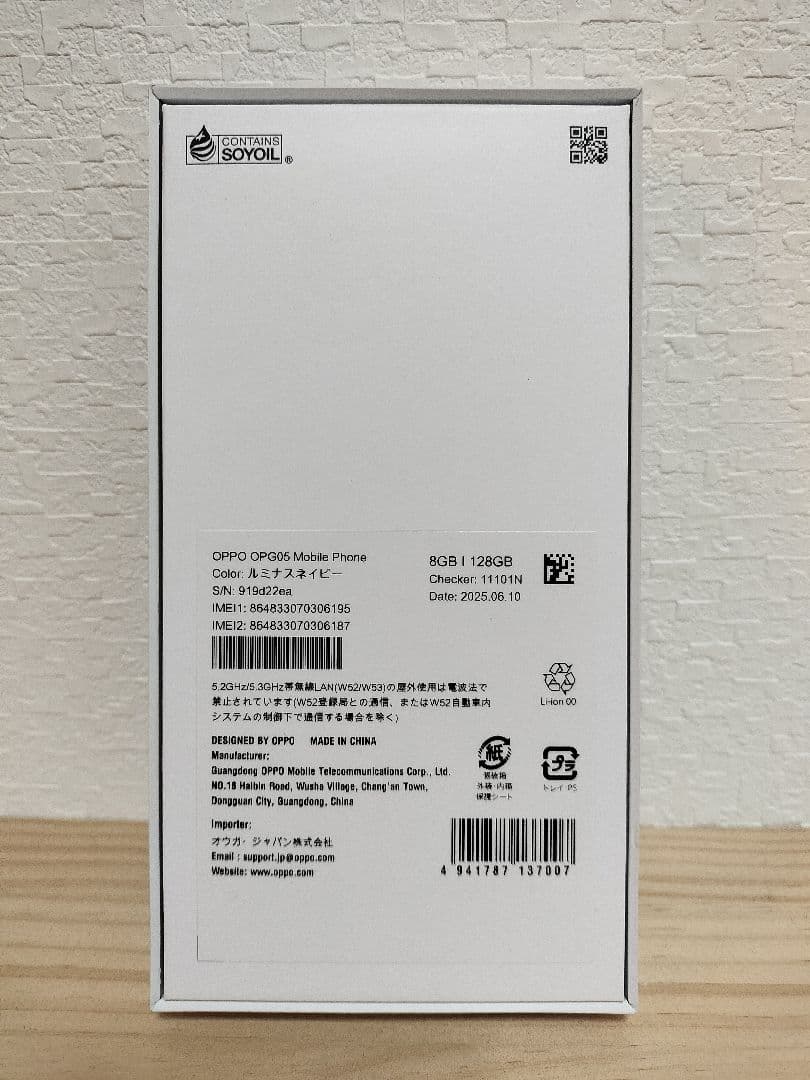 CONTAINS
SOYOIL ®
OPPO OPG05 Mobile Phone
Color: ルミナスネイビー
S/N: 919d22ea
IMEI1: 864833070306195
IMEI2: 864833070306187
8GB | 128GB
Checker: 11101N
Date: 2025.06.10
5.2GHz/5.3GHz帯無線LAN(W52/W53)の屋外使用は電波法で
禁止されています(W52登録局との通信、またはW52自動車内
システムの制御下で通信する場合を除く)
Li-ion 00
DESIGNED BY OPPO MADE IN CHINA
Manufacturer:
Guangdong OPPO Mobile Telecommunications Corp., Ltd.
NO.18 Haibin Road, Wusha Village, Chang'an Town,
Dongguan City, Guangdong, China
紙
外装・内箱
保護シート
プラ
トレイ PS
Importer:
オウガ・ジャパン株式会社
Email : support.jp@oppo.com
Website: www.oppo.com
4 941787 137007